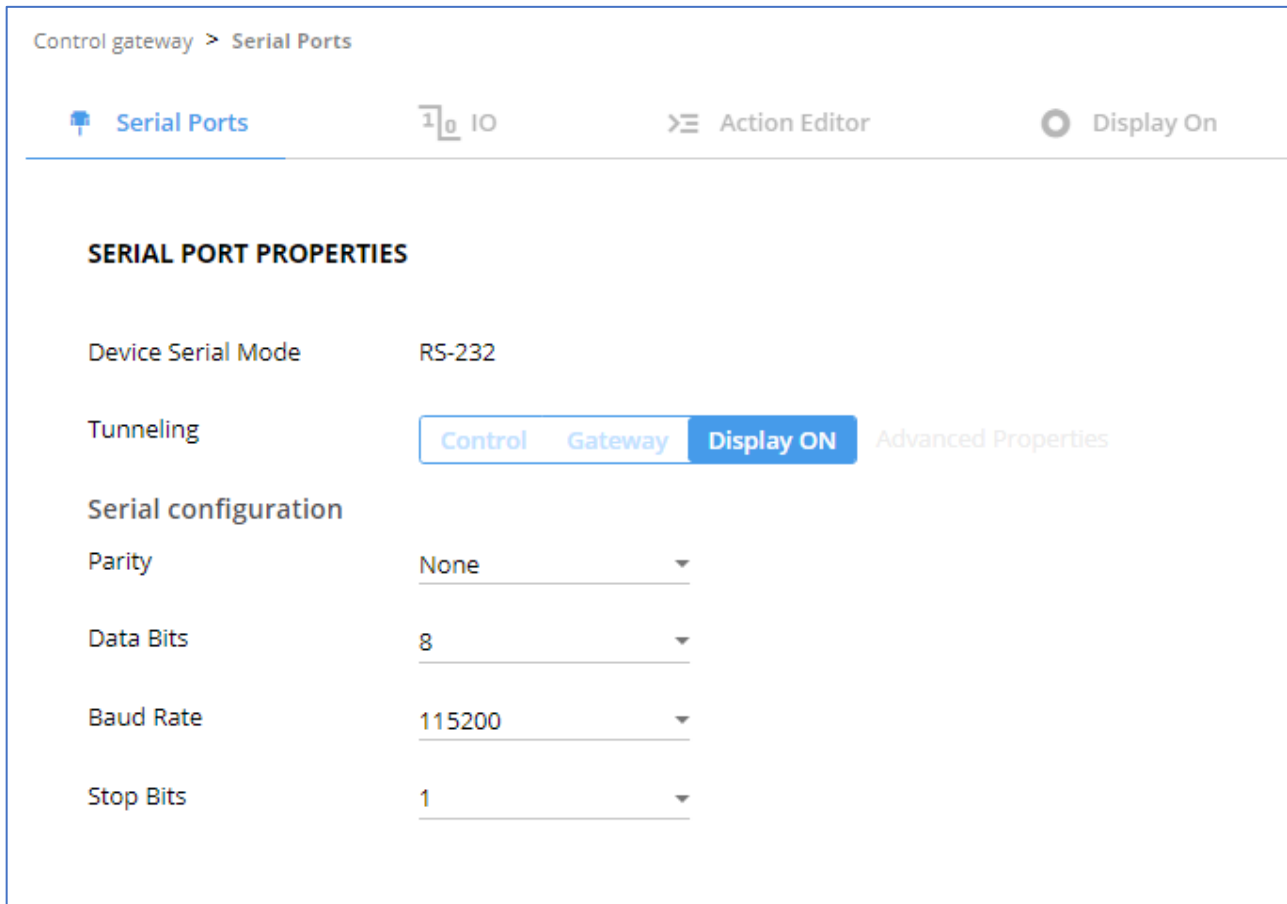 Control gateway > Serial Ports
Serial Ports 10 IO Action Editor Display On
SERIAL PORT PROPERTIES
Device Serial Mode RS-232
Tunneling Control Gateway Display ON Advanced Properties
Serial configuration
Parity None
Data Bits 8
Baud Rate 115200
Stop Bits 1